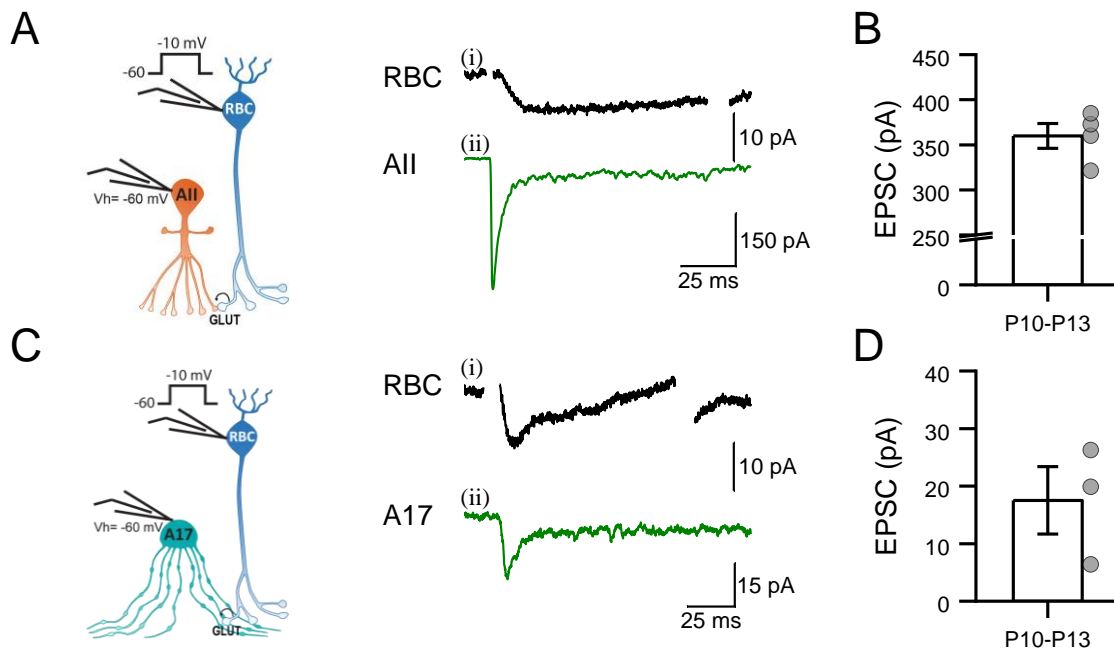 A
-10 mV
-60
RBC
Vh= -60 mV
AII
GLUT
RBC
(i)
10 pA
AII
(ii)
150 pA
25 ms
B
EPSC (pA)
450
400
350
300
250
0
P10-P13
C
-10 mV
-60
RBC
Vh= -60 mV
A17
GLUT
RBC
(i)
10 pA
A17
(ii)
15 pA
25 ms
D
EPSC (pA)
40
30
20
10
0
P10-P13